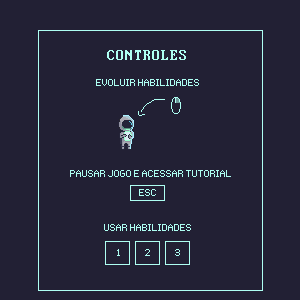 CONTROLES
EVOLUIR HABILIDADES
PAUSAR JOGO E ACESSAR TUTORIAL
ESC
USAR HABILIDADES
1 2 3